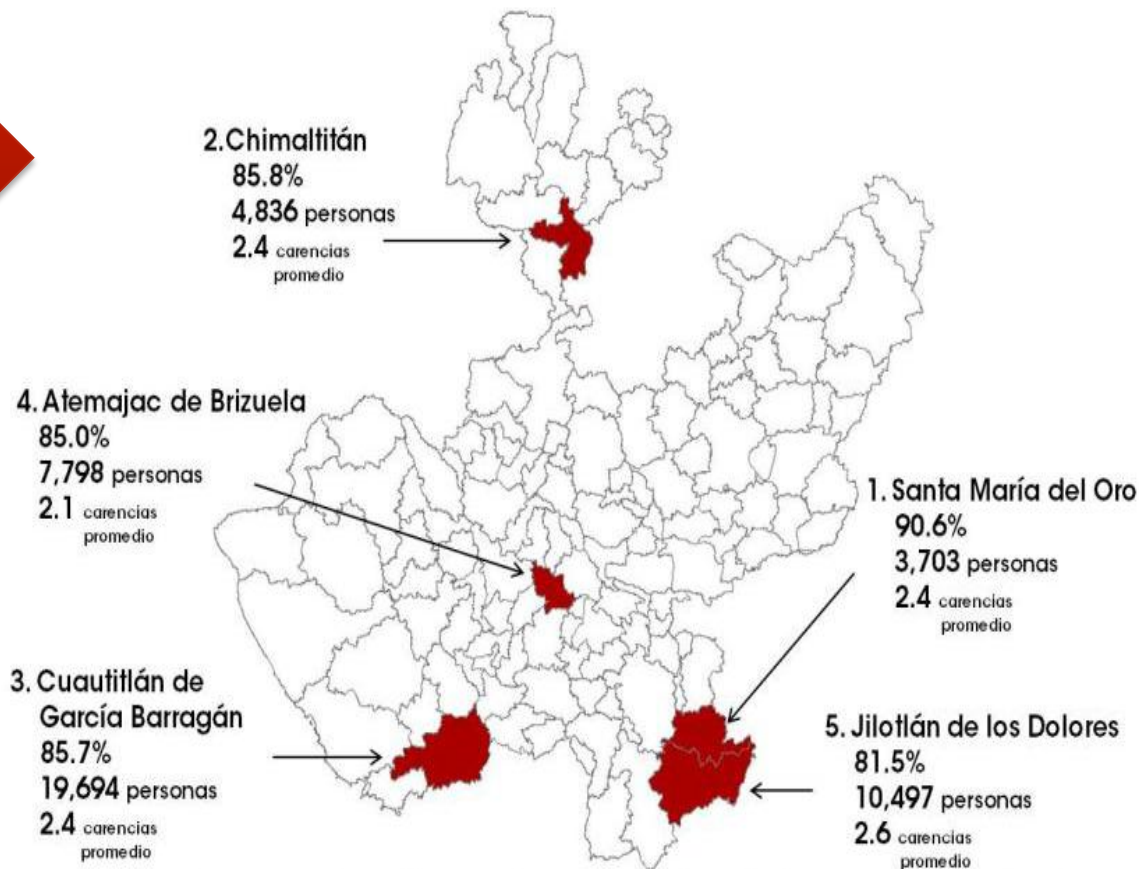 2. Chimaltitán
85.8%
4,836 personas
2.4 carencias
promedio
4. Atemajac de Brizuela
85.0%
7,798 personas
2.1 carencias
promedio
1. Santa María del Oro
90.6%
3,703 personas
2.4 carencias
promedio
3. Cuautitlán de
García Barragán
85.7%
19,694 personas
2.4 carencias
promedio
5. Jilotlán de los Dolores
81.5%
10,497 personas
2.6 carencias
promedio